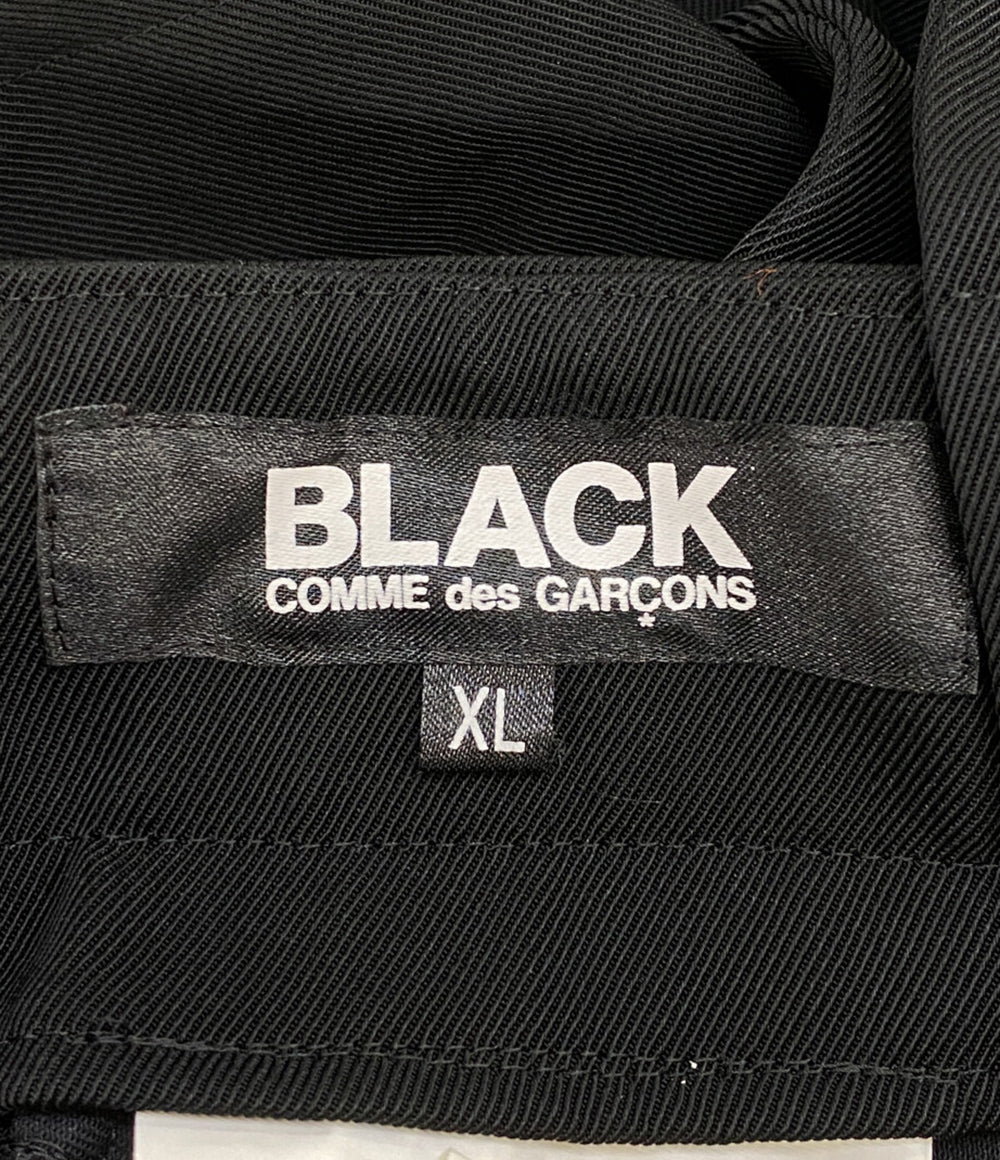 BLACK
COMME des GARÇONS
*
XL